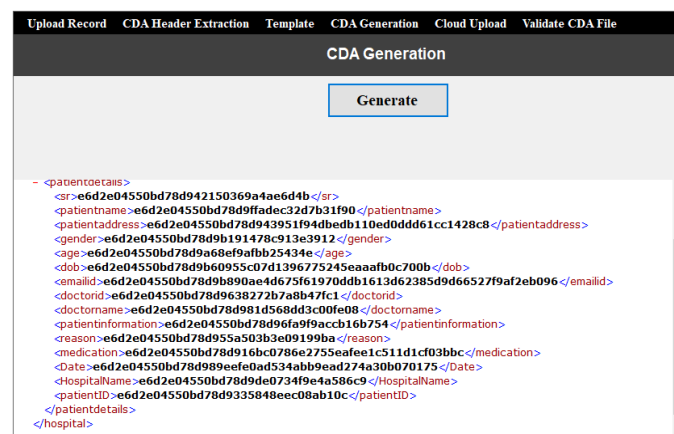 Upload Record CDA Header Extraction Template CDA Generation Cloud Upload Validate CDA File
CDA Generation
Generate
- <patientdetails>
<sr>e6d2e04550bd78d942150369a4ae6d4b</sr>
<patientname>e6d2e04550bd78d9ffadec32d7b31f90</patientname>
<patientaddress>e6d2e04550bd78d943951f94dbedb110ed0ddd61cc1428c8</patientaddress>
<gender>e6d2e04550bd78d9b191478c913e3912</gender>
<age>e6d2e04550bd78d9a68ef9afbb25434e</age>
<dob>e6d2e04550bd78d9b60955c07d1396775245eaaafb0c700b</dob>
<emailid>e6d2e04550bd78d9b890ae4d675f61970ddb1613d62385d9d66527f9af2eb096</emailid>
<doctorid>e6d2e04550bd78d9638272b7a8b47fc1</doctorid>
<doctorname>e6d2e04550bd78d981d568dd3c00fe08</doctorname>
<patientinformation>e6d2e04550bd78d96fa9f9accb16b754</patientinformation>
<reason>e6d2e04550bd78d955a503b3e09199ba</reason>
<medication>e6d2e04550bd78d916bc0786e2755eafee1c511d1cf03bbc</medication>
<Date>e6d2e04550bd78d989eefe0ad534abb9ead274a30b070175</Date>
<HospitalName>e6d2e04550bd78d9de0734f9e4a586c9</HospitalName>
<patientID>e6d2e04550bd78d9335848eec08ab10c</patientID>
</patientdetails>
</hospital>